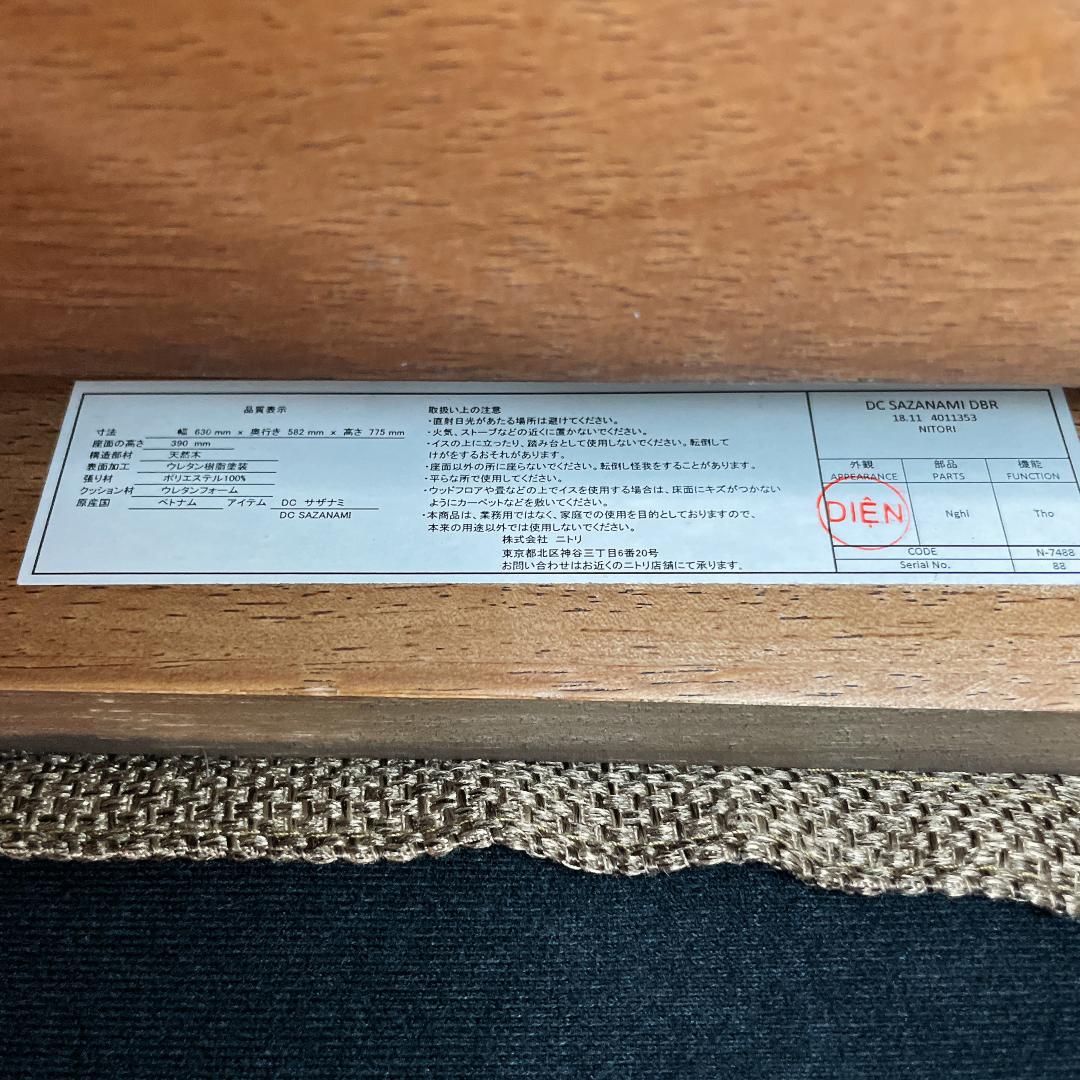 品質表示
寸法 幅 630 mm × 奥行き 582 mm × 高さ 775 mm
座面の高さ 390 mm
構造部材 天然木
表面加工 ウレタン樹脂塗装
張り材 ポリエステル100%
クッション材 ウレタンフォーム
原産国 ベトナム アイテム DC サザナミ
DC SAZANAMI
取扱い上の注意
・直射日光があたる場所は避けてください。
・火気、ストーブなどの近くに置かないでください。
・イスの上に立ったり、踏み台として使用しないでください。転倒して
けがをするおそれがあります。
・座面以外の所に座らないでください。転倒し怪我をすることがあります。
・平らな所で使用してください。
・ウッドフロアや畳などの上でイスを使用する場合は、床面にキズがつかない
ようにカーペットなどを敷いてください。
・本商品は、業務用ではなく、家庭での使用を目的としておりますので、
本来の用途以外では使用しないでください。
株式会社 ニトリ
東京都北区神谷三丁目6番20号
お問い合わせはお近くのニトリ店舗にて承ります。
DC SAZANAMI DBR
18.11 4011353
NITORI
外観 部品 機能
APPEARANCE PARTS FUNCTION
DIỆN Nghi Tho
CODE N-7488
Serial No. 88